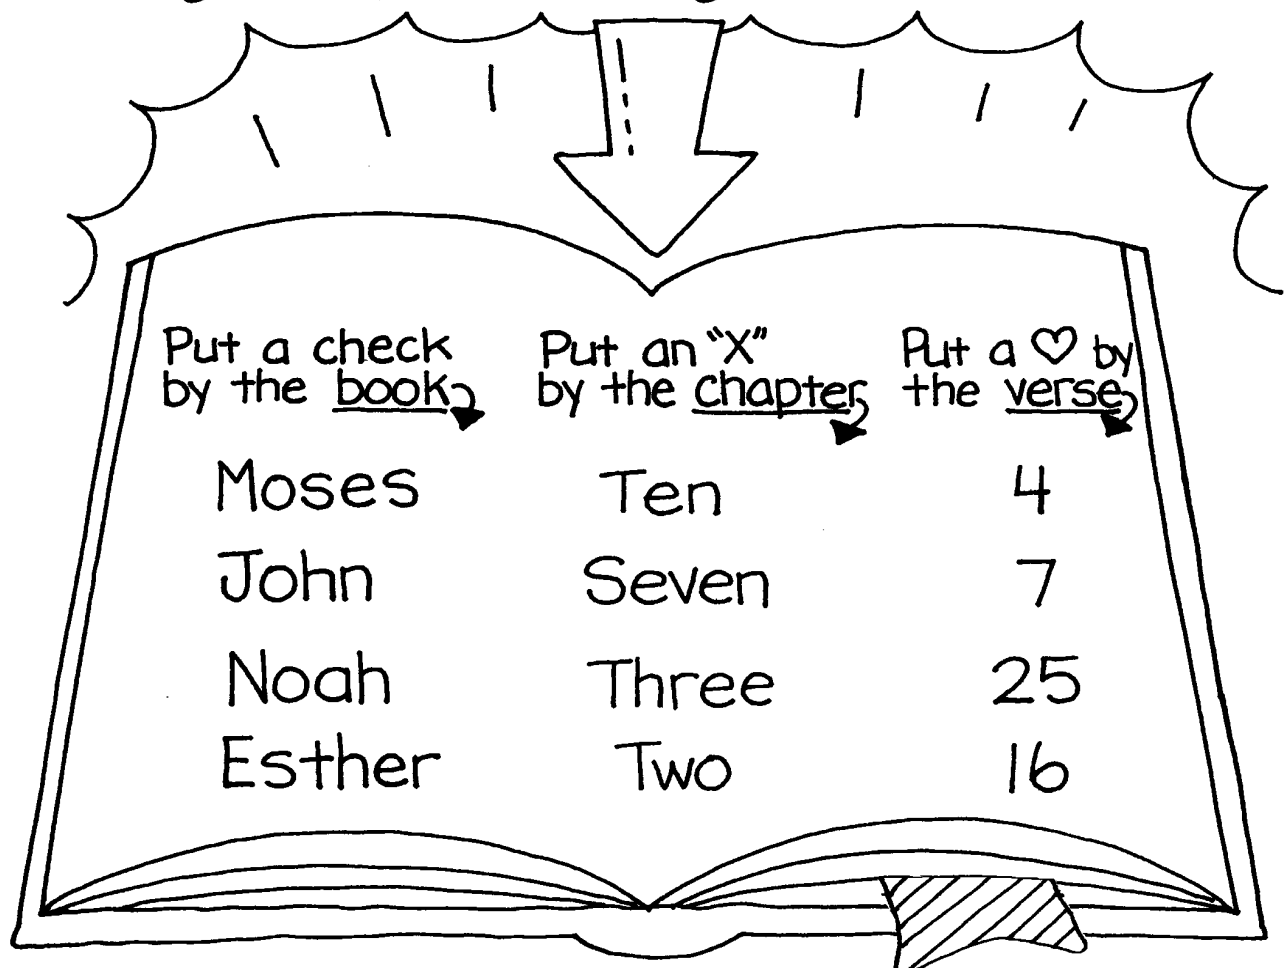 Put a check
by the book
Put an "X"
by the chapter
Put a ♡ by
the verse
Moses Ten 4
John Seven 7
Noah Three 25
Esther Two 16